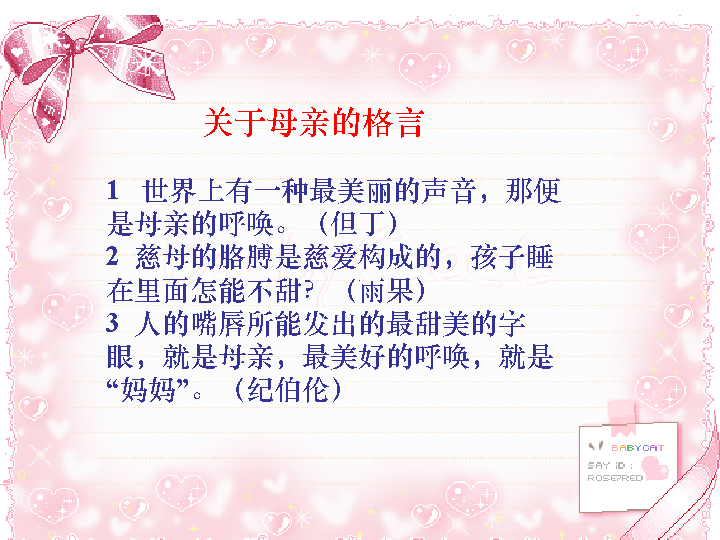 关于母亲的格言
1 世界上有一种最美丽的声音，那便
是母亲的呼唤。（但丁）
2 慈母的胳膊是慈爱构成的，孩子睡
在里面怎能不甜？（雨果）
3 人的嘴唇所能发出的最甜美的字
眼，就是母亲，最美好的呼唤，就是
“妈妈”。（纪伯伦）
BABYCAT
SAY ID :
ROSE7RED